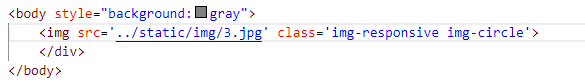 <body style="background:gray">
<img src='../static/img/3.jpg' class='img-responsive img-circle'>
</div>
</body>